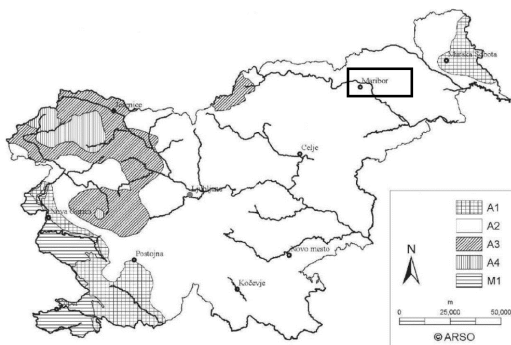 Murska Sobota
Maribor
Jesenice
Celje
Ljubljana
Nova Gorica
Postojna
Novo mesto
Kočevje
A1
A2
A3
A4
M1
N
m
0 25,000 50,000
© ARSO